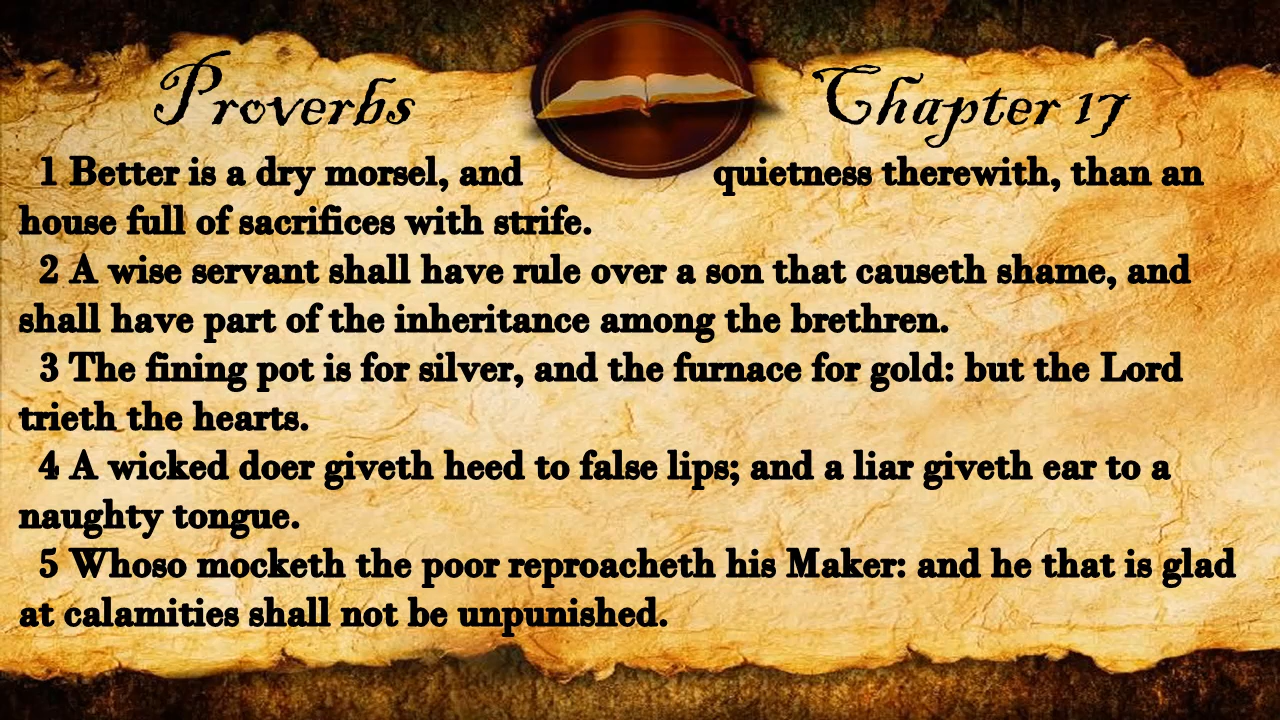 Proverbs Chapter 17
1 Better is a dry morsel, and quietness therewith, than an
house full of sacrifices with strife.
2 A wise servant shall have rule over a son that causeth shame, and
shall have part of the inheritance among the brethren.
3 The fining pot is for silver, and the furnace for gold: but the Lord
trieth the hearts.
4 A wicked doer giveth heed to false lips; and a liar giveth ear to a
naughty tongue.
5 Whoso mocketh the poor reproacheth his Maker: and he that is glad
at calamities shall not be unpunished.